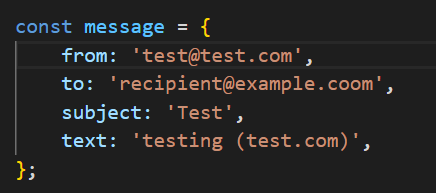 const message = {
    from: 'test@test.com',
    to: 'recipient@example.coom',
    subject: 'Test',
    text: 'testing (test.com)',
};